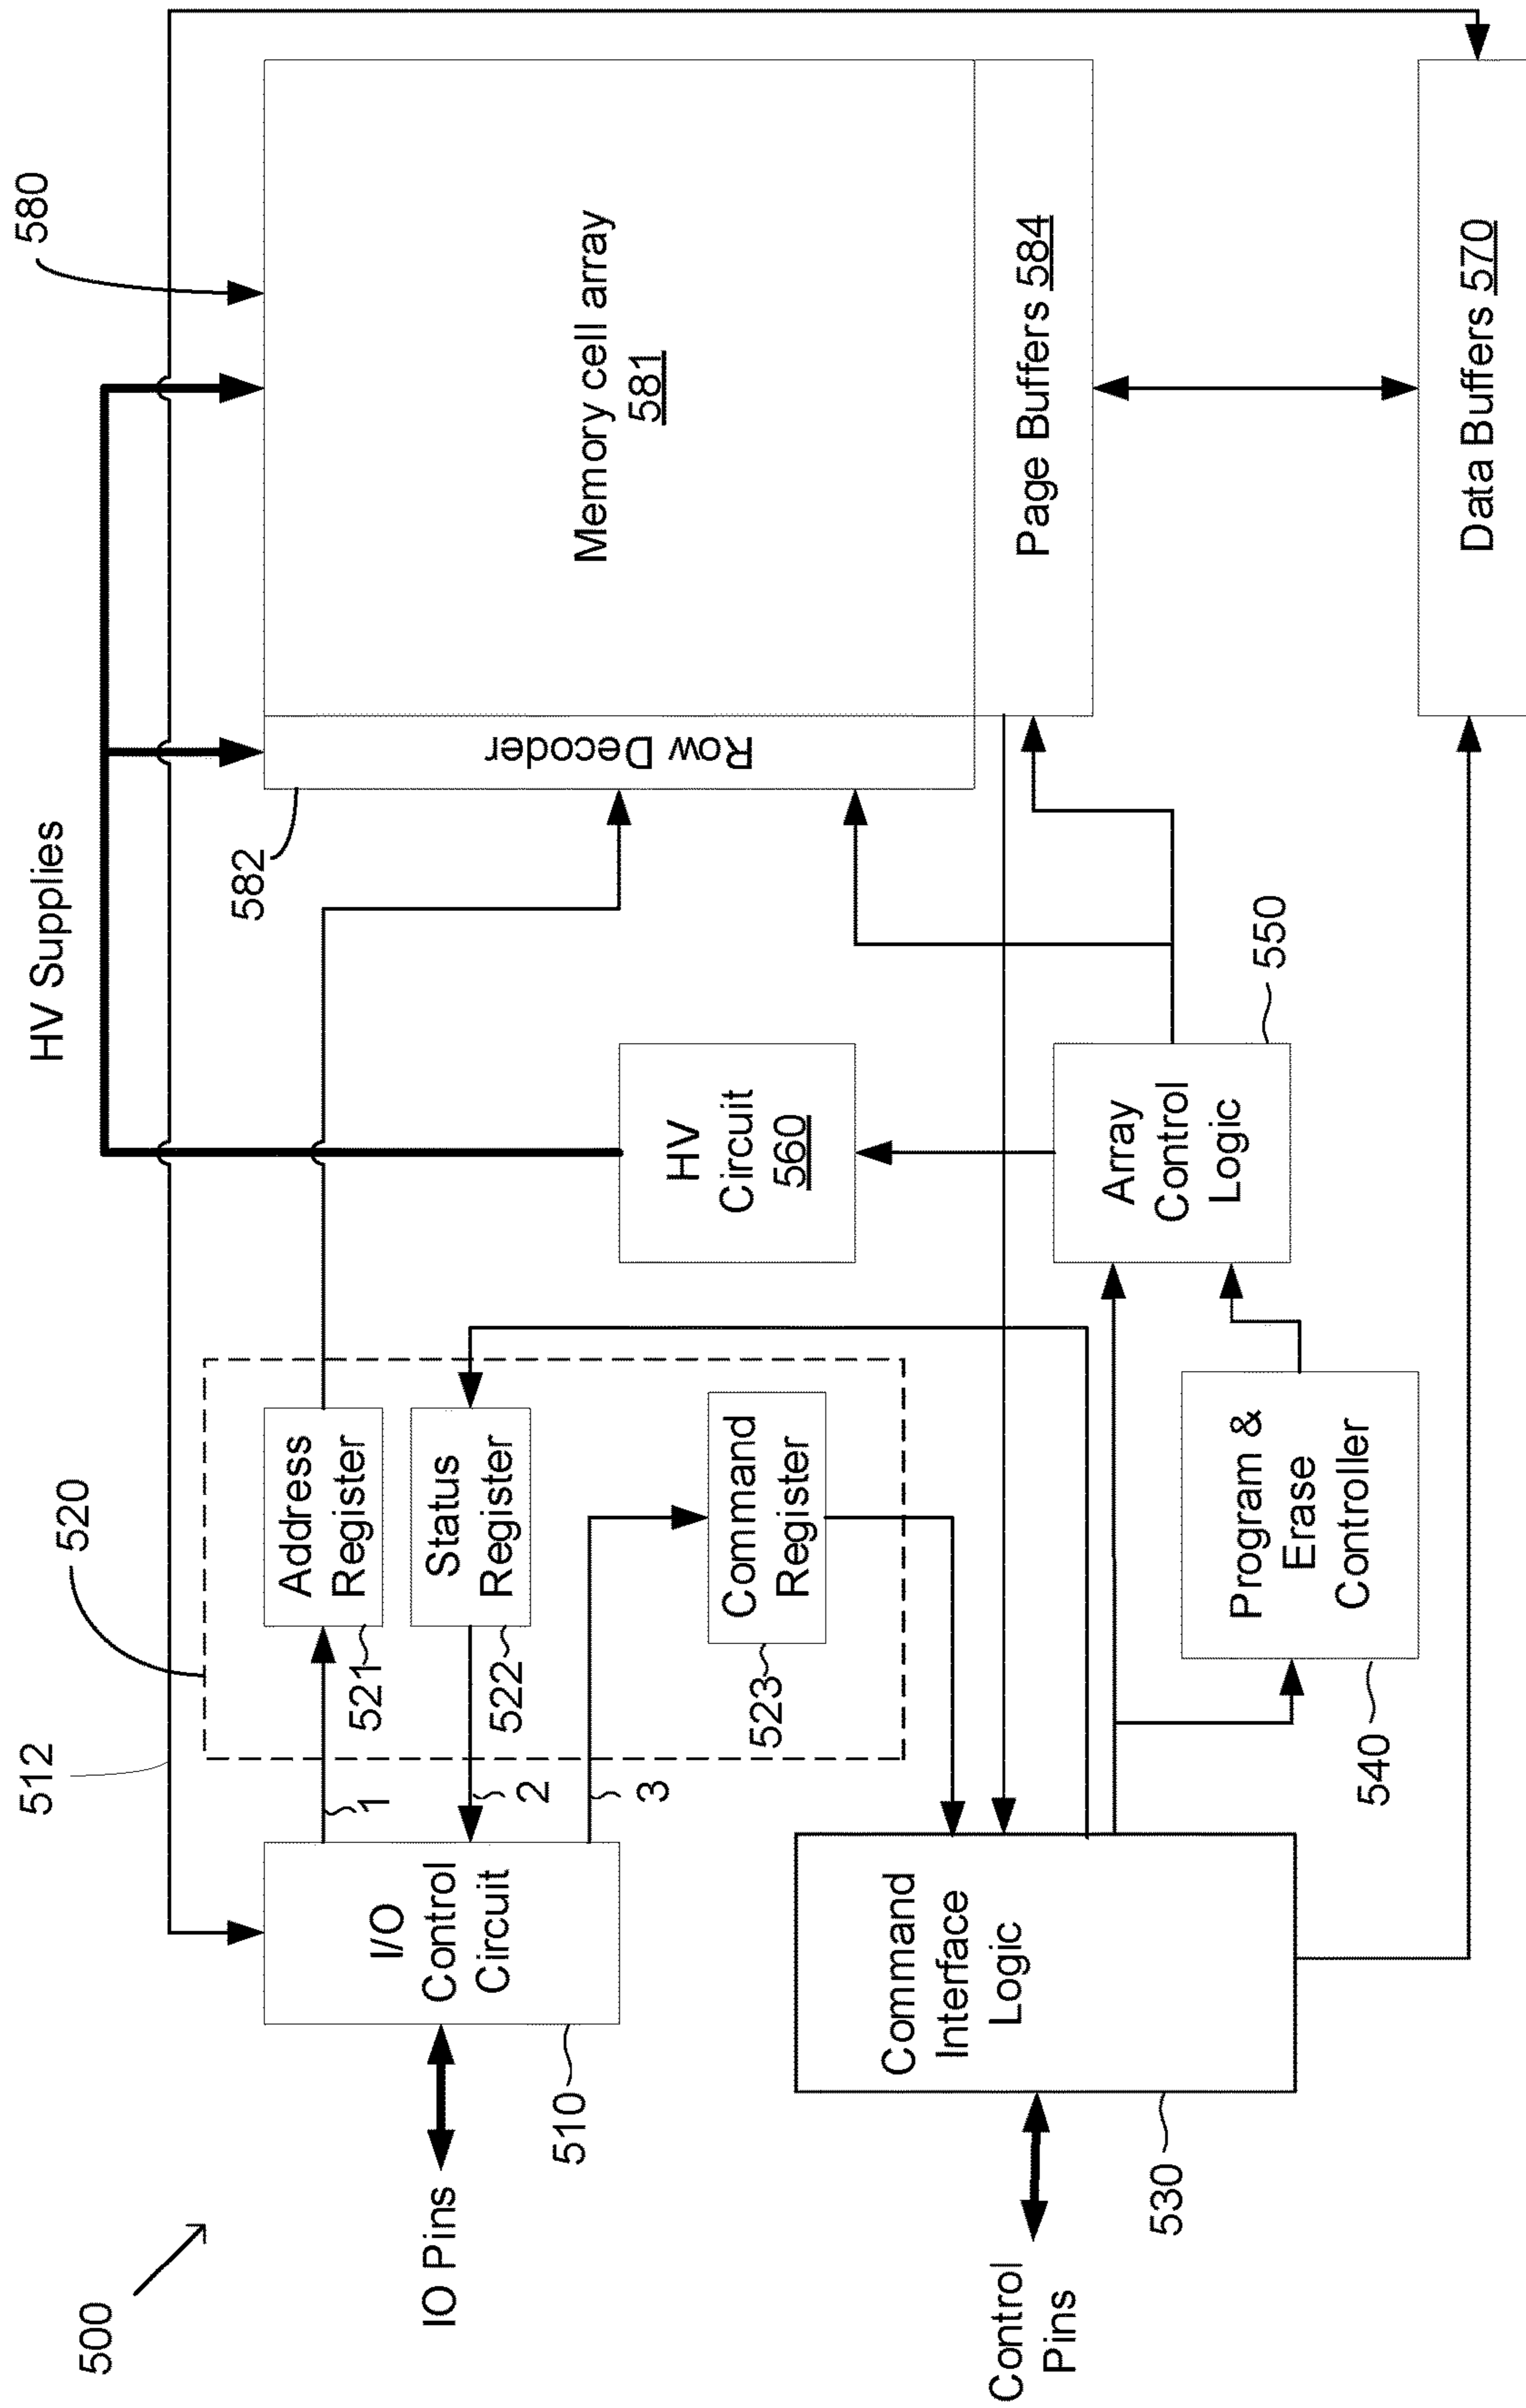 500
IO Pins
510
I/O
Control
Circuit
512
520
1
2
3
Address
Register
521
Status
Register
522
Command
Register
523
HV Supplies
HV
Circuit
560
580
582
Row Decoder
Memory cell array
581
Page Buffers 584
Control
Pins
530
Command
Interface
Logic
540
Program &
Erase
Controller
Array
Control
Logic
550
Data Buffers 570